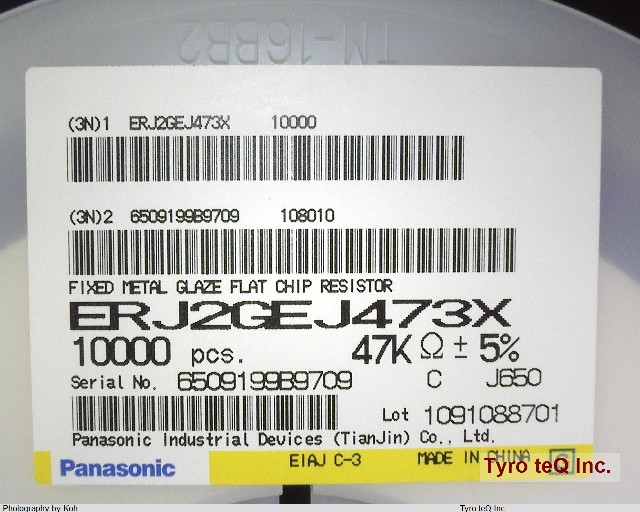 TM-16BB2
(3N)1 ERJ2GEJ473X 10000
(3N)2 6509199B9709 108010
FIXED METAL GLAZE FLAT CHIP RESISTOR
ERJ2GEJ473X
10000 pcs. 47K Ω ± 5%
Serial No. 6509199B9709 C J650
Lot 1091088701
Panasonic Industrial Devices (TianJin) Co., Ltd.
Panasonic EIAJ C-3 MADE IN CHINA C
Tyro teQ Inc.
Photography by Koh Tyro teQ Inc